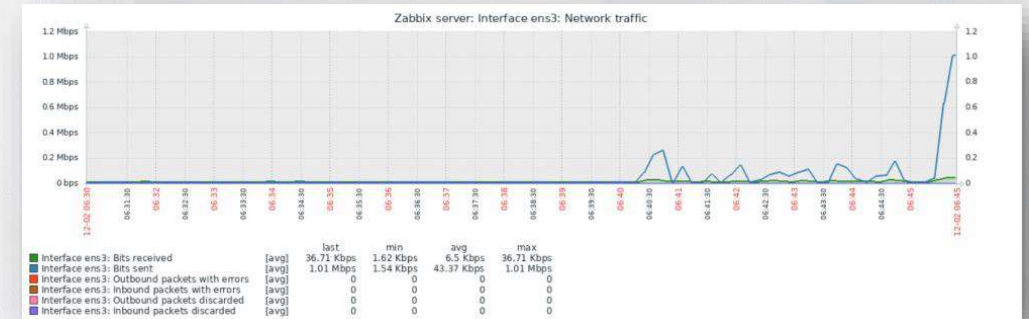 Zabbix server: Interface ens3: Network traffic
1.2 Mbps
1.0 Mbps
0.8 Mbps
0.6 Mbps
0.4 Mbps
0.2 Mbps
0 bps
1.2
1.0
0.8
0.6
0.4
0.2
0
12-02 06:30
06:31:30
06:32
06:32:30
06:33
06:33:30
06:34
06:34:30
06:35
06:35:30
06:36
06:36:30
06:37
06:37:30
06:38
06:38:30
06:39
06:39:30
06:40
06:40:30
06:41
06:41:30
06:42
06:42:30
06:43
06:43:30
06:44
06:44:30
06:45
12-02 06:45
last min avg max
Interface ens3: Bits received [avg] 36.71 Kbps 1.62 Kbps 6.5 Kbps 36.71 Kbps
Interface ens3: Bits sent [avg] 1.01 Mbps 1.54 Kbps 43.37 Kbps 1.01 Mbps
Interface ens3: Outbound packets with errors [avg] 0 0 0 0
Interface ens3: Inbound packets with errors [avg] 0 0 0 0
Interface ens3: Outbound packets discarded [avg] 0 0 0 0
Interface ens3: Inbound packets discarded [avg] 0 0 0 0